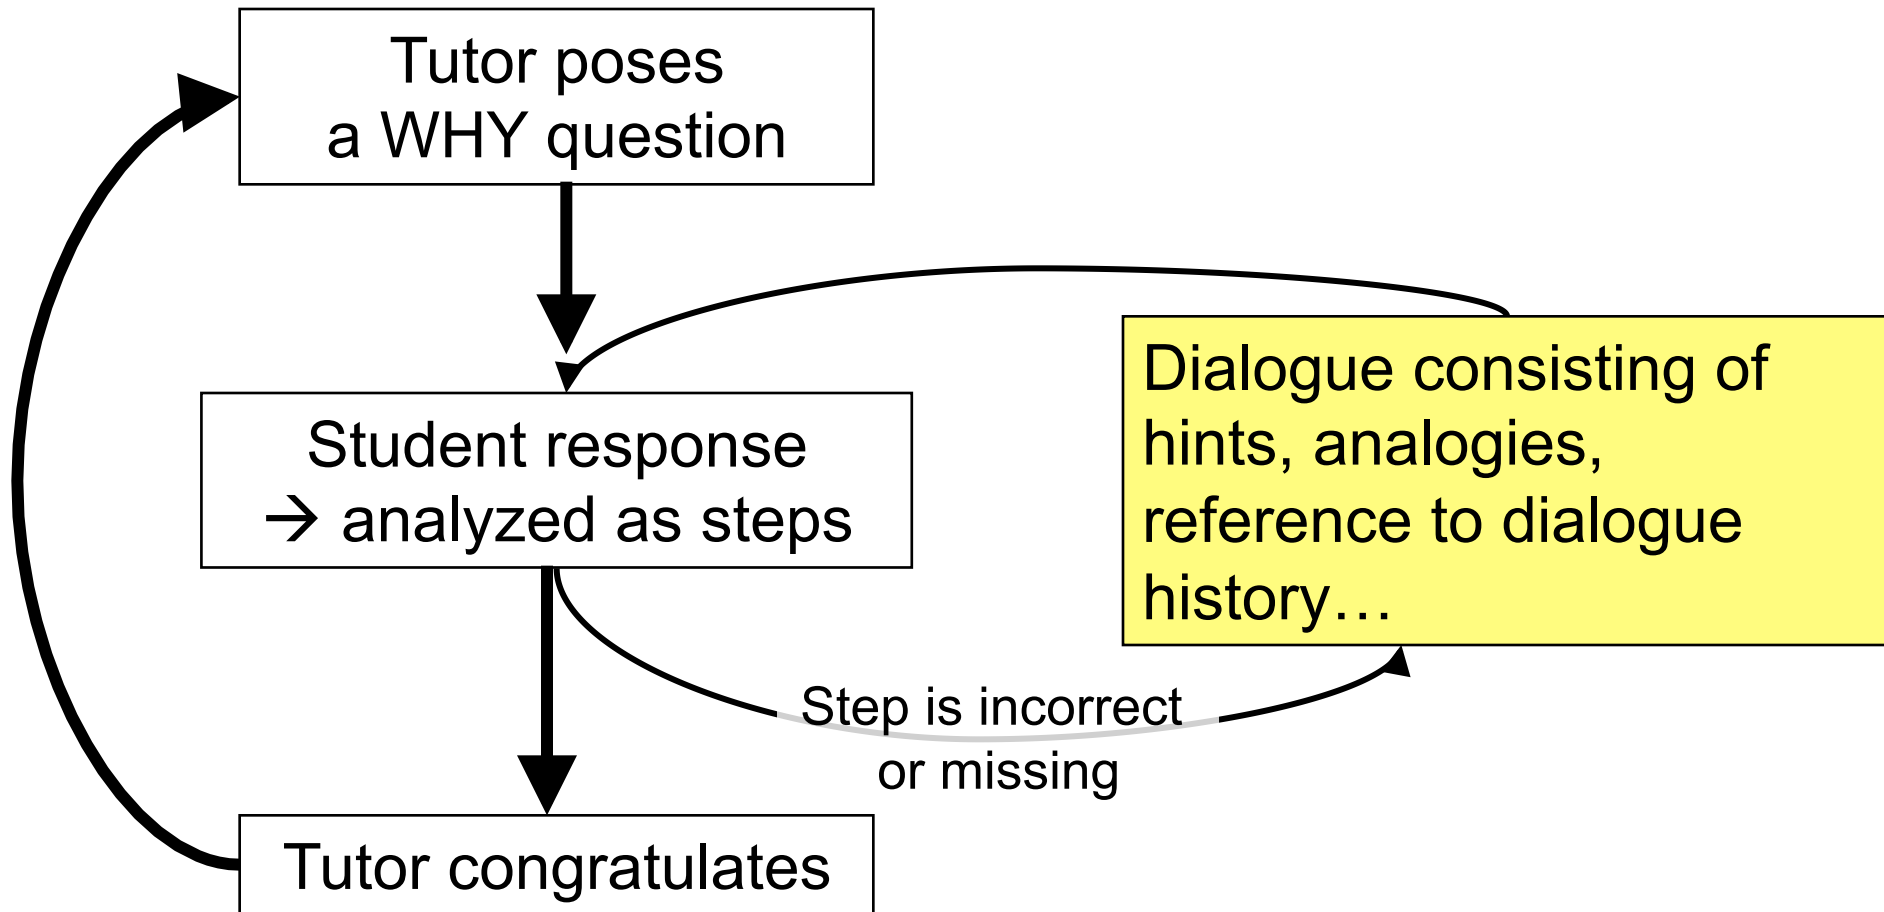 Tutor poses
a WHY question
Student response
→ analyzed as steps
Dialogue consisting of
hints, analogies,
reference to dialogue
history…
Step is incorrect
or missing
Tutor congratulates